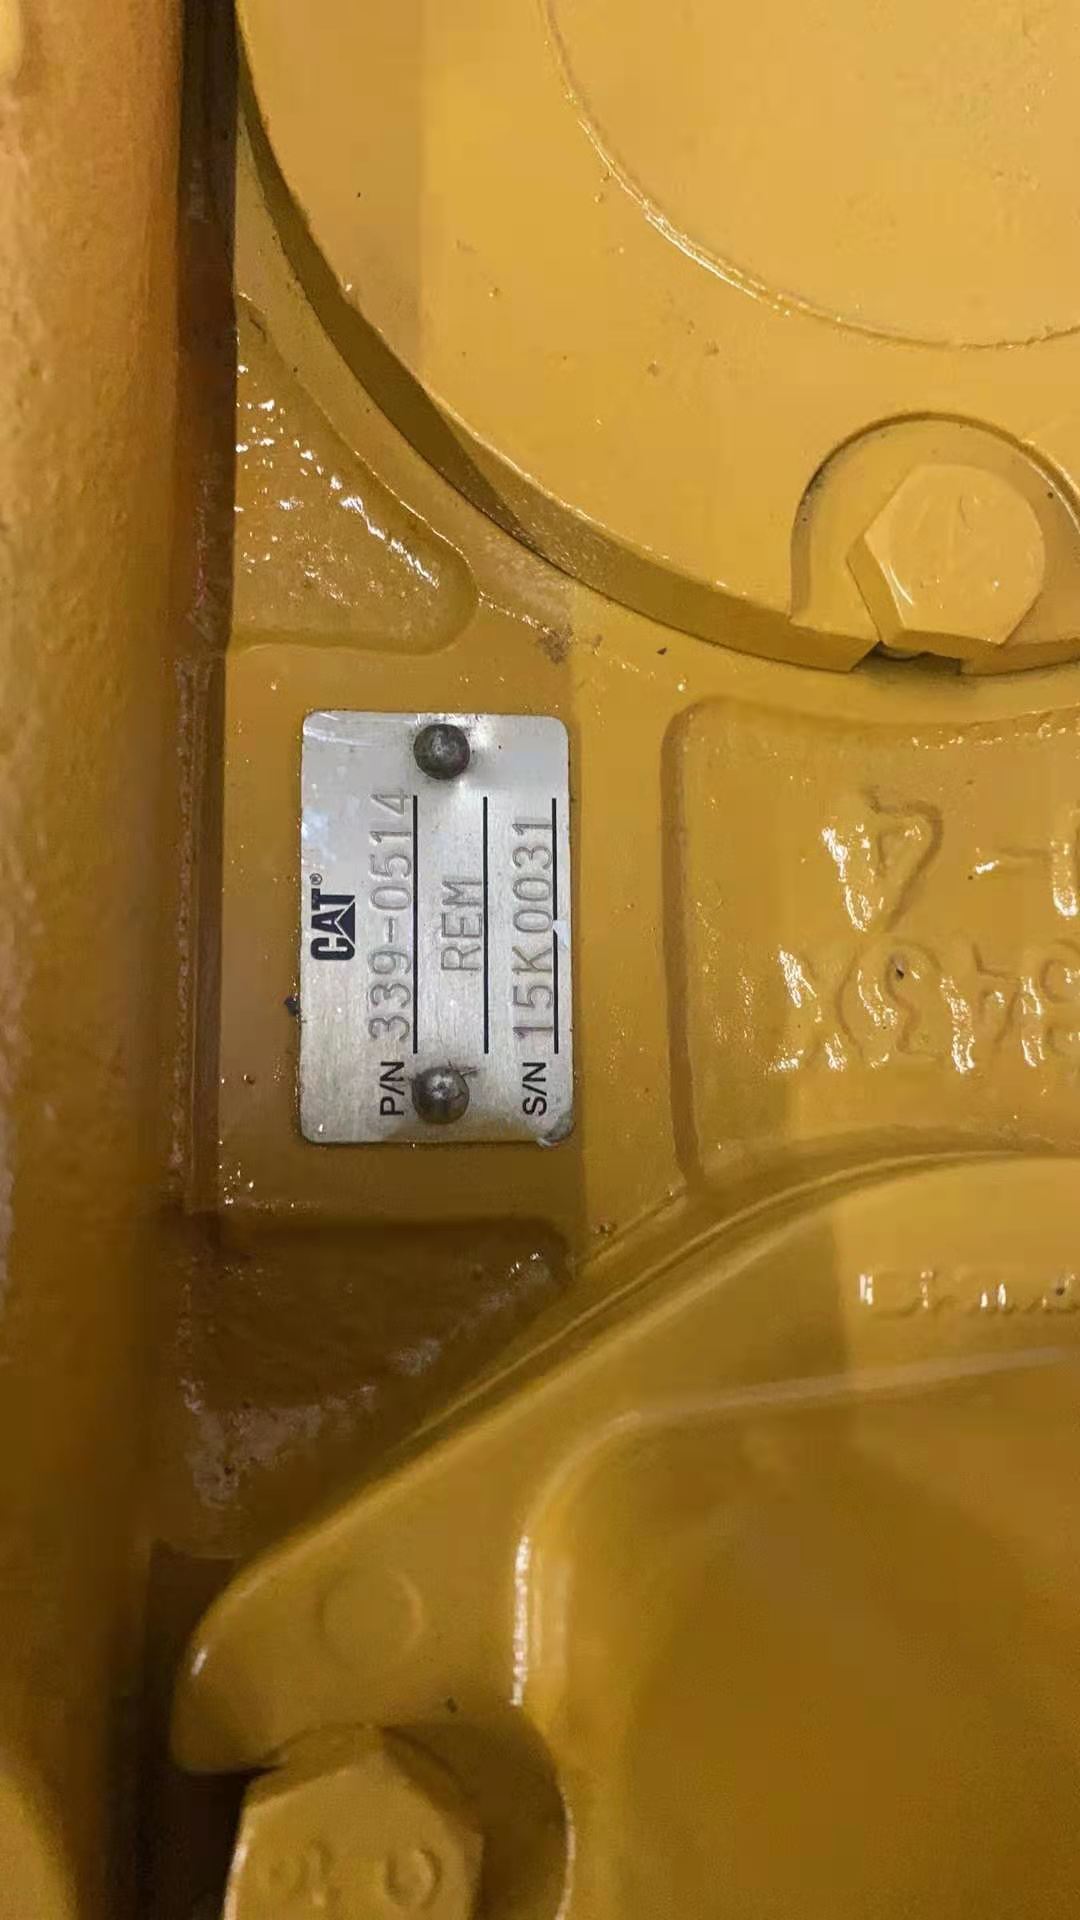 CAT®
P/N 339-0514
REM
S/N 15K0031